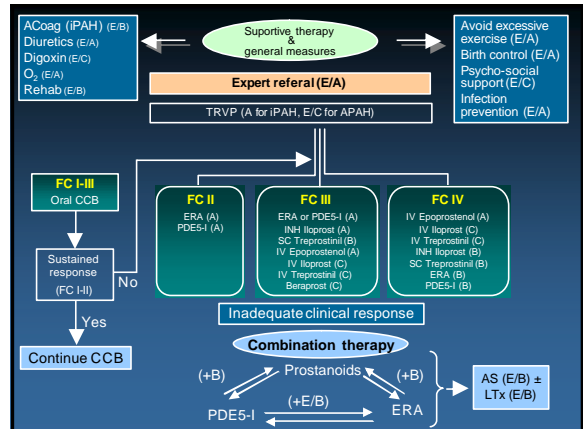 ACoag (iPAH) (E/B)
Diuretics (E/A)
Digoxin (E/C)
O2 (E/A)
Rehab (E/B)
Suportive therapy
&
general measures
Avoid excessive
exercise (E/A)
Birth control (E/A)
Psycho-social
support (E/C)
Infection
prevention (E/A)
Expert referal (E/A)
TRVP (A for iPAH, E/C for APAH)
FC I-III
Oral CCB
Sustained
response
(FC I-II)
No
Yes
Continue CCB
FC II
ERA (A)
PDE5-I (A)
FC III
ERA or PDE5-I (A)
INH Iloprost (A)
SC Treprostinil (B)
IV Epoprostenol (A)
IV Iloprost (C)
IV Treprostinil (C)
Beraprost (C)
FC IV
IV Epoprostenol (A)
IV Iloprost (C)
IV Treprostinil (C)
INH Iloprost (B)
SC Treprostinil (B)
ERA (B)
PDE5-I (B)
Inadequate clinical response
Combination therapy
(+B)
Prostanoids
(+B)
PDE5-I
(+E/B)
ERA
AS (E/B) ±
LTx (E/B)